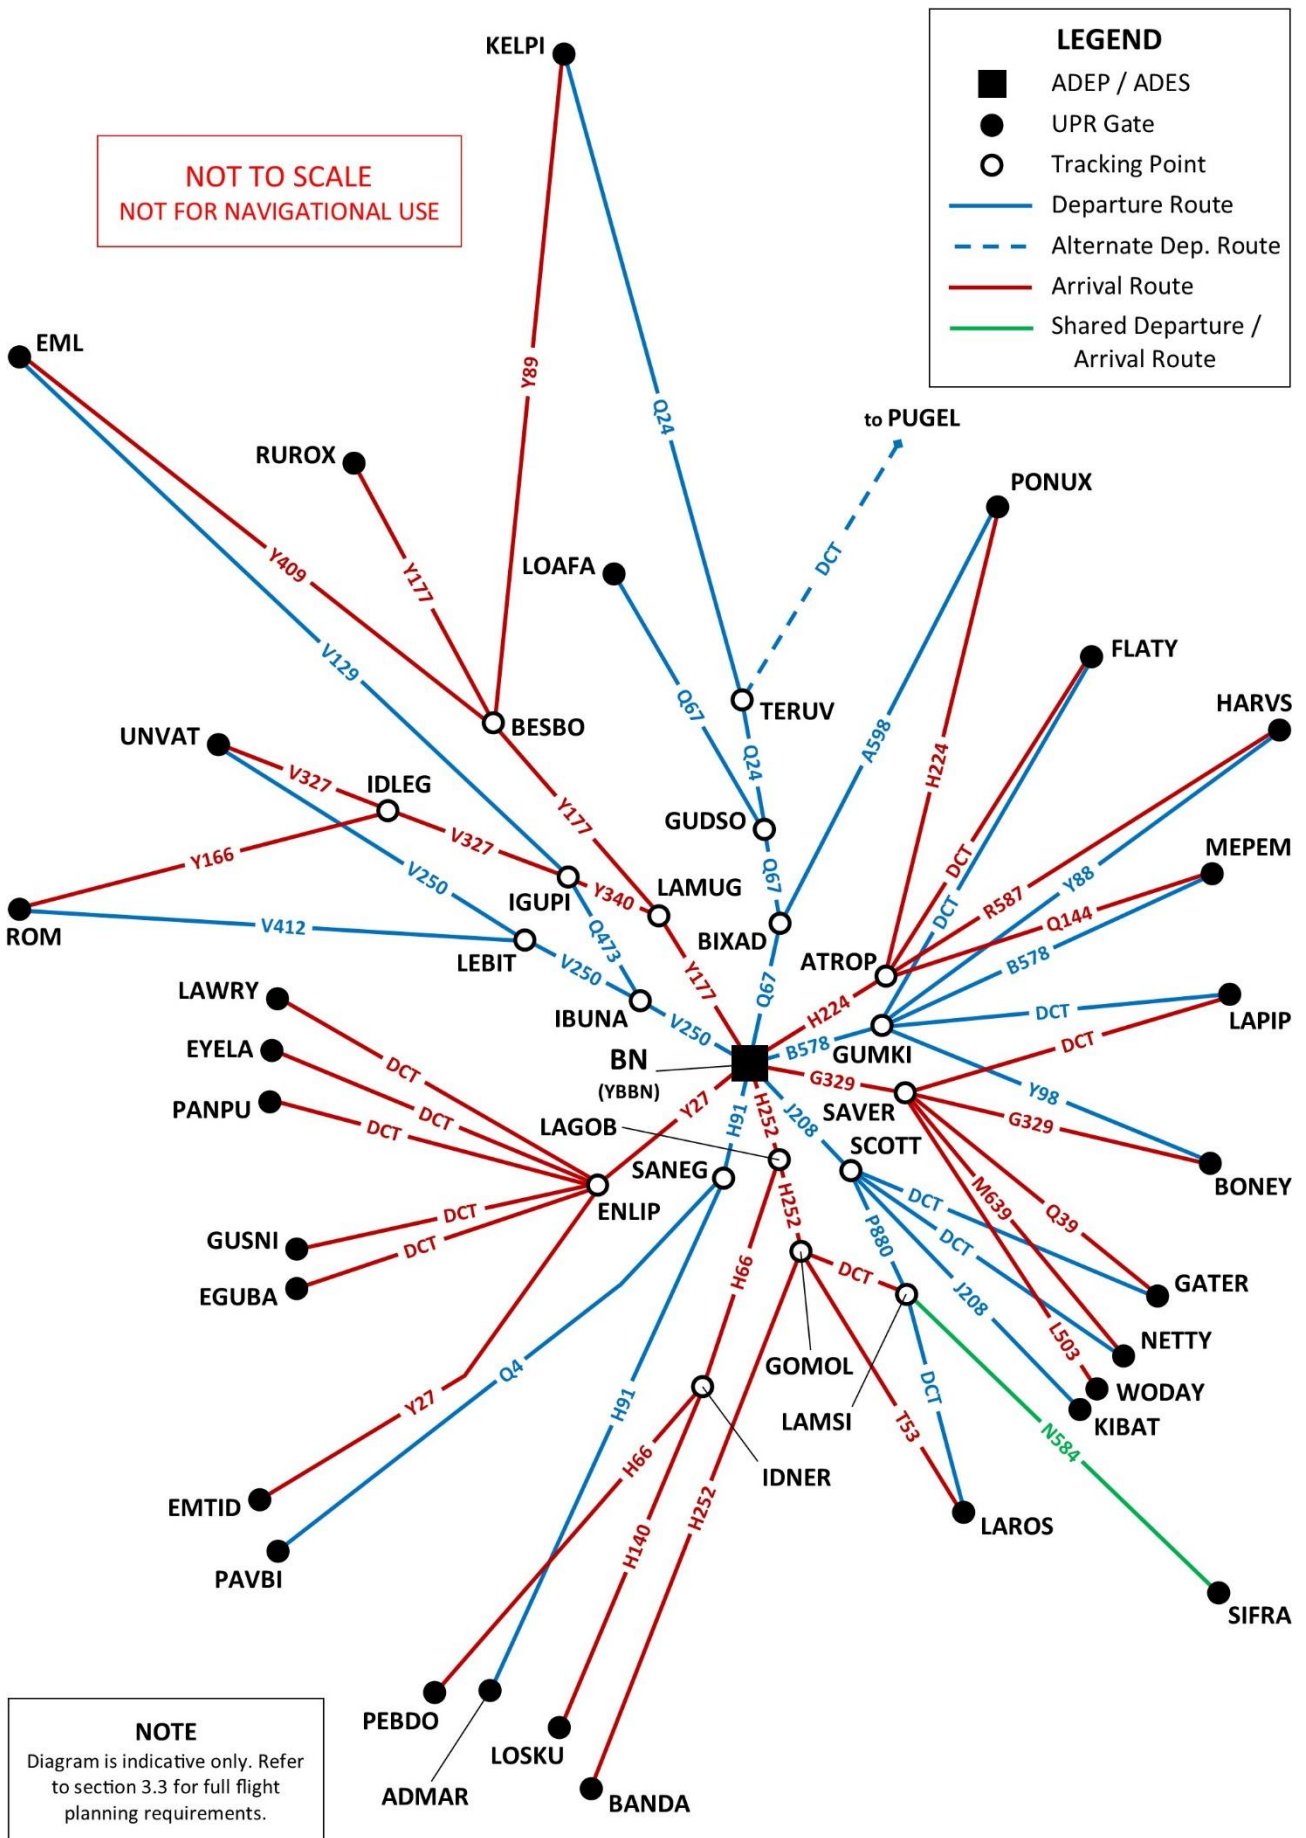 KELPI
LEGEND
ADEP / ADES
UPR Gate
Tracking Point
Departure Route
Alternate Dep. Route
Arrival Route
Shared Departure /
Arrival Route
NOT TO SCALE
NOT FOR NAVIGATIONAL USE
EML
Y89
Q24
to PUGEL
RUROX
PONUX
Y409
Y177
LOAFA
DCT
V129
FLATY
Q67
TERUV
HARVS
UNVAT
BESBO
A598
H224
V327
IDLEG
Q24
Y177
GUDSO
V327
Y166
V250
Q67
DCT
MEPEM
Y88
R587
IGUPI
Y340
LAMUG
DCT
Q144
ROM
V412
Q473
BIXAD
B578
LEBIT
V250
ATROP
Y177
Q67
LAWRY
IBUNA
H224
DCT
LAPIP
V250
B578
GUMKI
DCT
EYELA
DCT
BN
(YBBN)
G329
Y98
PANPU
DCT
Y27
H91
H252
J208
SAVER
G329
DCT
LAGOB
SCOTT
SANEG
BONEY
ENLIP
DCT
M639
GUSNI
DCT
H252
DCT
Q39
P880
DCT
EGUBA
H66
DCT
J208
GATER
L503
NETTY
Q4
GOMOL
WODAY
Y27
H91
LAMSI
DCT
KIBAT
T53
N584
H66
IDNER
EMTID
H252
H140
LAROS
PAVBI
SIFRA
PEBDO
LOSKU
ADMAR
BANDA
NOTE
Diagram is indicative only. Refer
to section 3.3 for full flight
planning requirements.